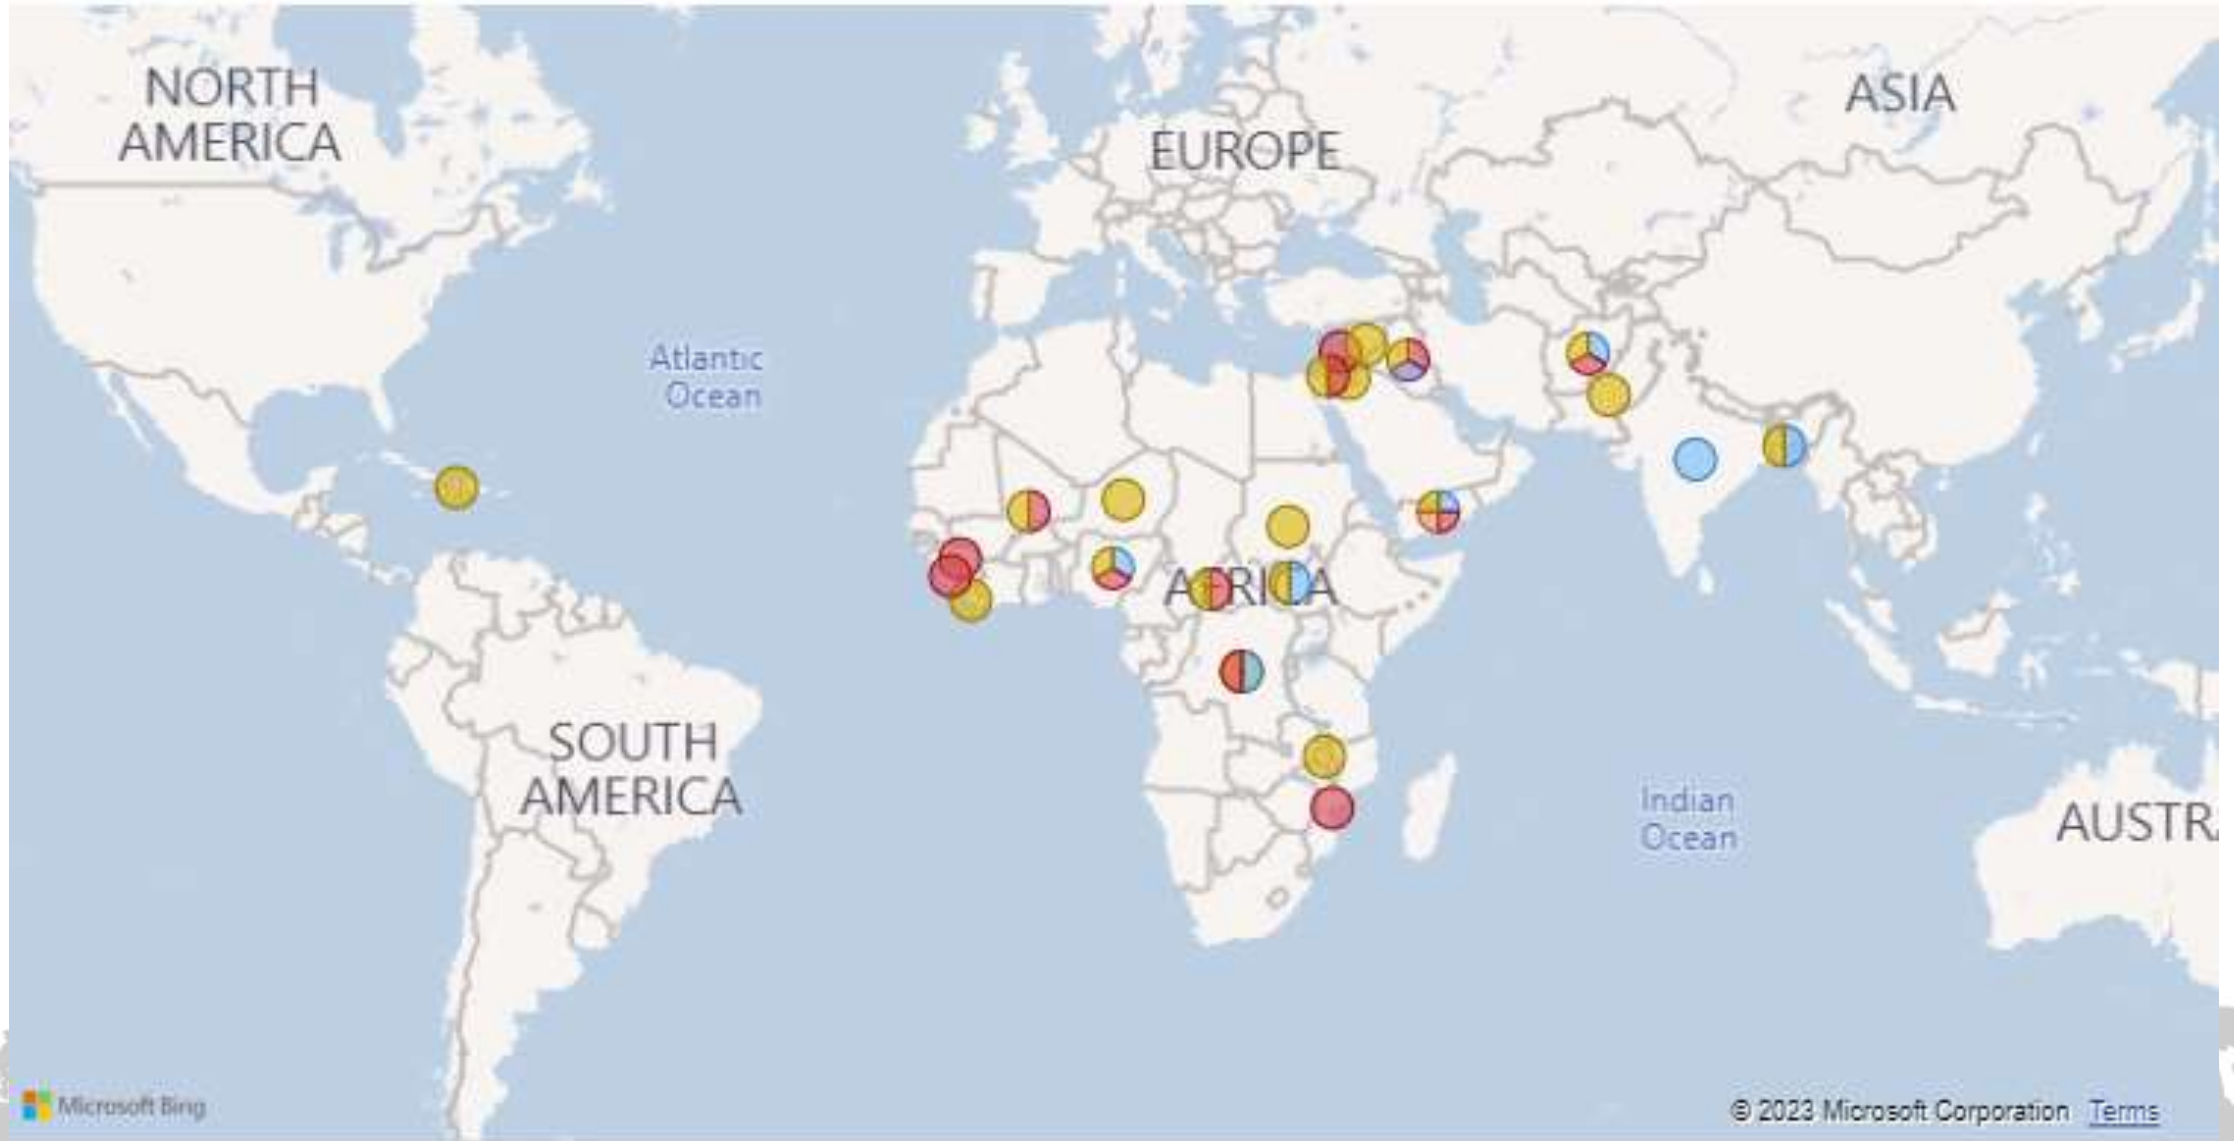 NORTH
AMERICA
EUROPE
ASIA
Atlantic
Ocean
AFRICA
SOUTH
AMERICA
Indian
Ocean
AUSTRA
Microsoft Bing
© 2023 Microsoft Corporation Terms